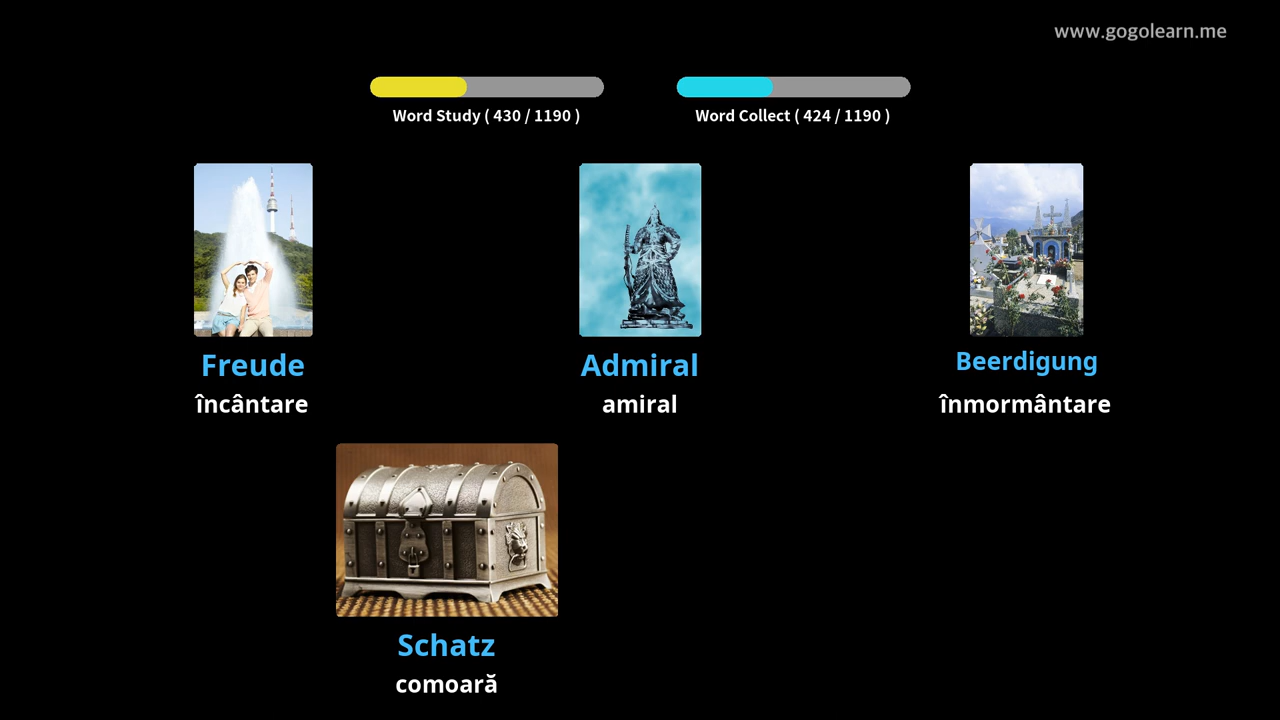 www.gogolearn.me
Word Study ( 430 / 1190 )
Word Collect ( 424 / 1190 )
Freude
încântare
Admiral
amiral
Beerdigung
înmormântare
Schatz
comoară